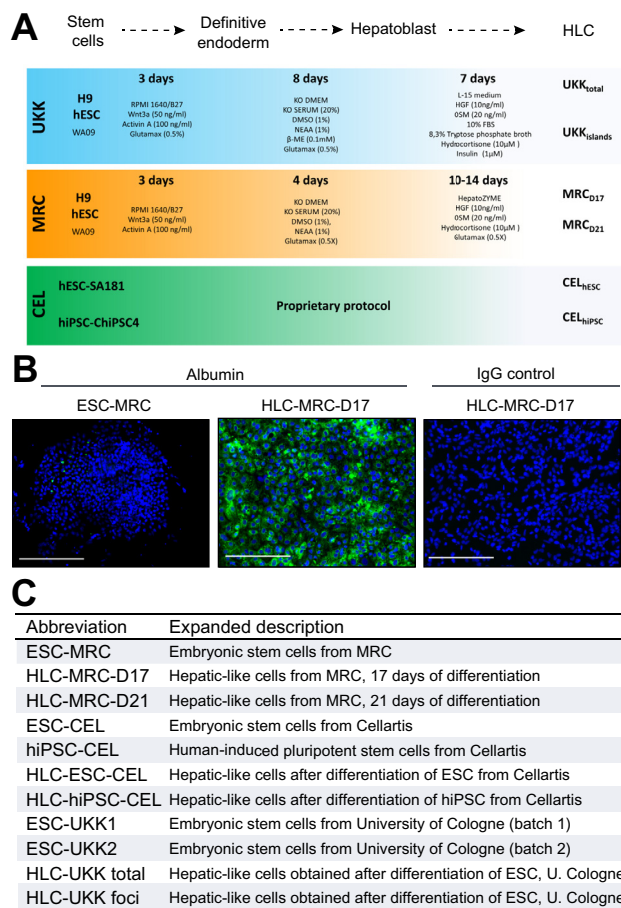 A
Stem cells
Definitive endoderm
Hepatoblast
HLC
UKK
H9
hESC
WA09
3 days
RPMI 1640/B27
Wnt3a (50 ng/ml)
Activin A (100 ng/ml)
Glutamax (0.5%)
8 days
KO DMEM
KO SERUM (20%)
DMSO (1%)
NEAA (1%)
β-ME (0.1mM)
Glutamax (0.5%)
7 days
L-15 medium
HGF (10ng/ml)
OSM (20 ng/ml)
10% FBS
8,3% Tryptose phosphate broth
Hydrocortisone (10μM )
Insulin (1μM)
UKKtotal
UKKislands
MRC
H9
hESC
WA09
3 days
RPMI 1640/B27
Wnt3a (50 ng/ml)
Activin A (100 ng/ml)
4 days
KO DMEM
KO SERUM (20%)
DMSO (1%),
NEAA (1%)
Glutamax (0.5X)
10-14 days
HepatoZYME
HGF (10ng/ml)
OSM (20 ng/ml)
Hydrocortisone (10μM )
Glutamax (0.5X)
MRCD17
MRCD21
CEL
hESC-SA181
hiPSC-ChiPSC4
Proprietary protocol
CELhESC
CELhiPSC
B
Albumin
IgG control
ESC-MRC
HLC-MRC-D17
HLC-MRC-D17
C
Abbreviation Expanded description
ESC-MRC Embryonic stem cells from MRC
HLC-MRC-D17 Hepatic-like cells from MRC, 17 days of differentiation
HLC-MRC-D21 Hepatic-like cells from MRC, 21 days of differentiation
ESC-CEL Embryonic stem cells from Cellartis
hiPSC-CEL Human-induced pluripotent stem cells from Cellartis
HLC-ESC-CEL Hepatic-like cells after differentiation of ESC from Cellartis
HLC-hiPSC-CEL Hepatic-like cells after differentiation of hiPSC from Cellartis
ESC-UKK1 Embryonic stem cells from University of Cologne (batch 1)
ESC-UKK2 Embryonic stem cells from University of Cologne (batch 2)
HLC-UKK total Hepatic-like cells obtained after differentiation of ESC, U. Cologne
HLC-UKK foci Hepatic-like cells obtained after differentiation of ESC, U. Cologne